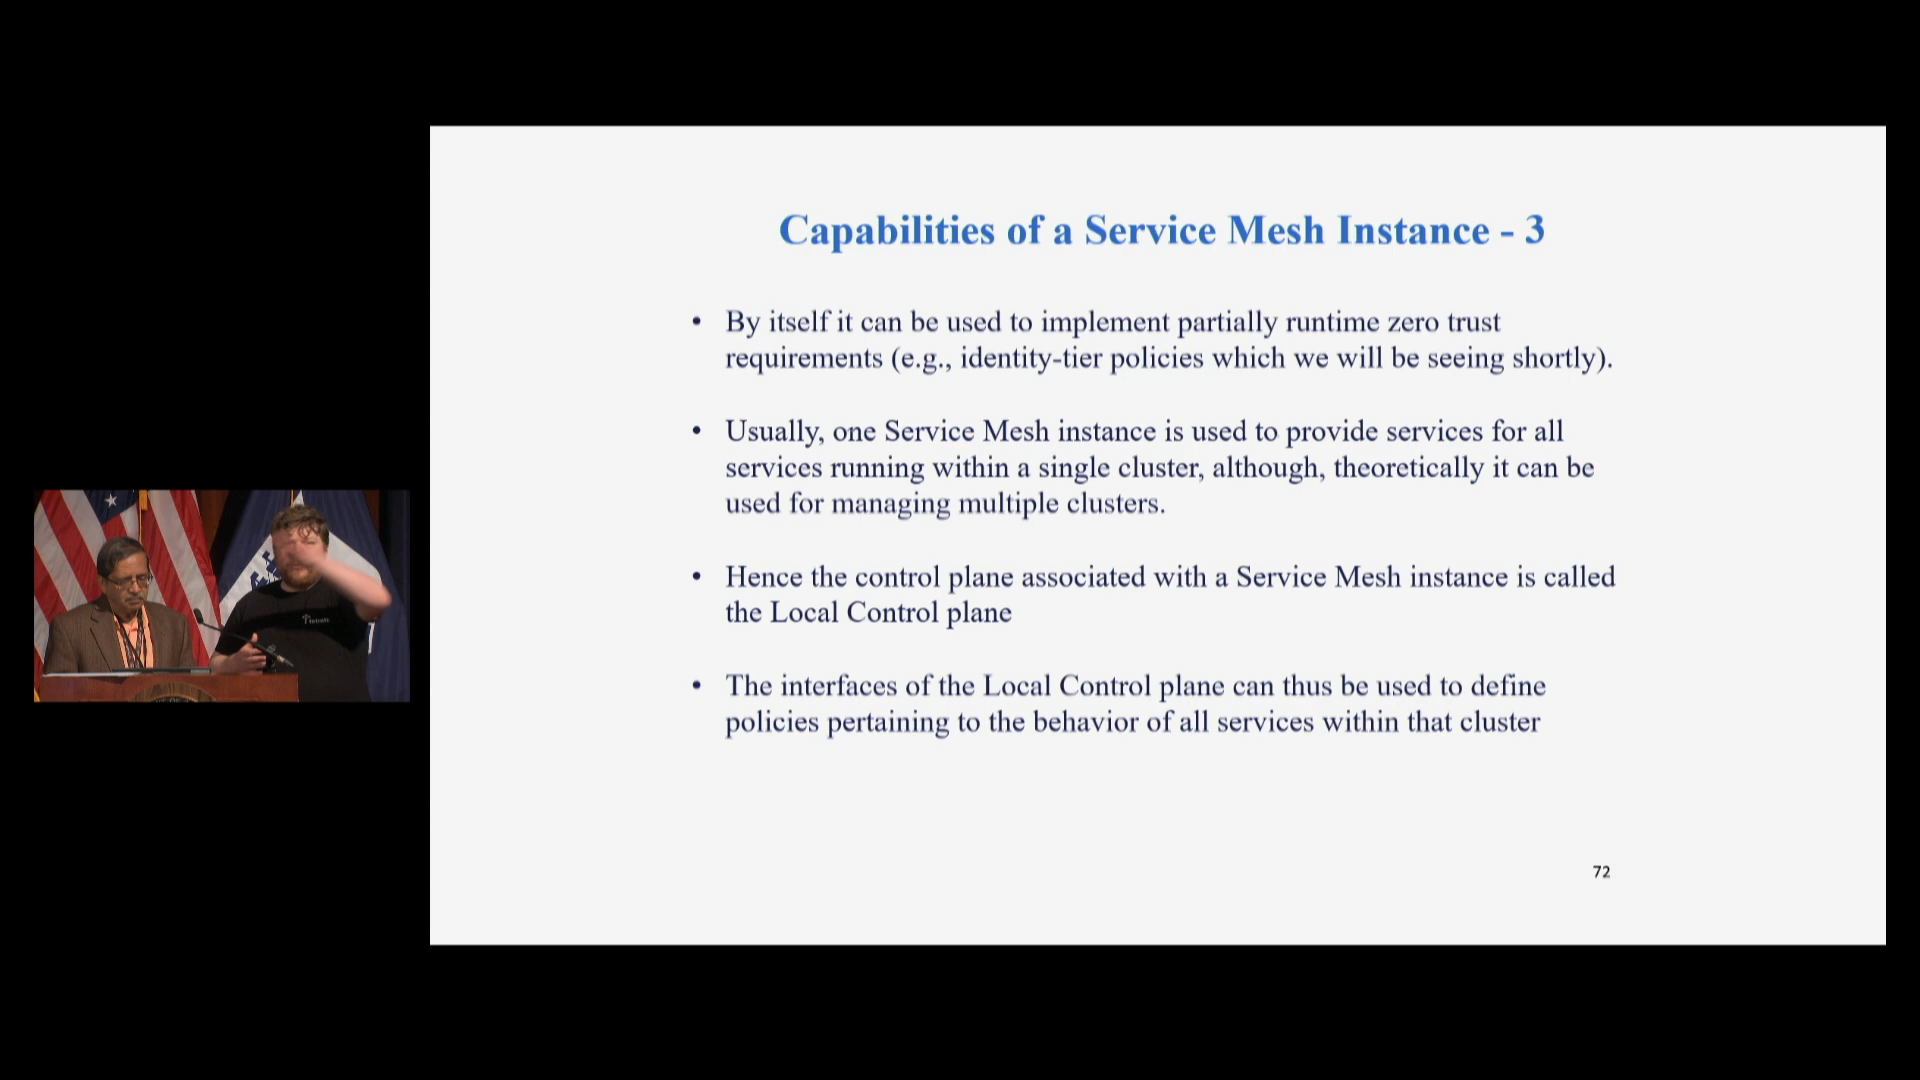 Capabilities of a Service Mesh Instance - 3
• By itself it can be used to implement partially runtime zero trust
requirements (e.g., identity-tier policies which we will be seeing shortly).
• Usually, one Service Mesh instance is used to provide services for all
services running within a single cluster, although, theoretically it can be
used for managing multiple clusters.
• Hence the control plane associated with a Service Mesh instance is called
the Local Control plane
• The interfaces of the Local Control plane can thus be used to define
policies pertaining to the behavior of all services within that cluster
72